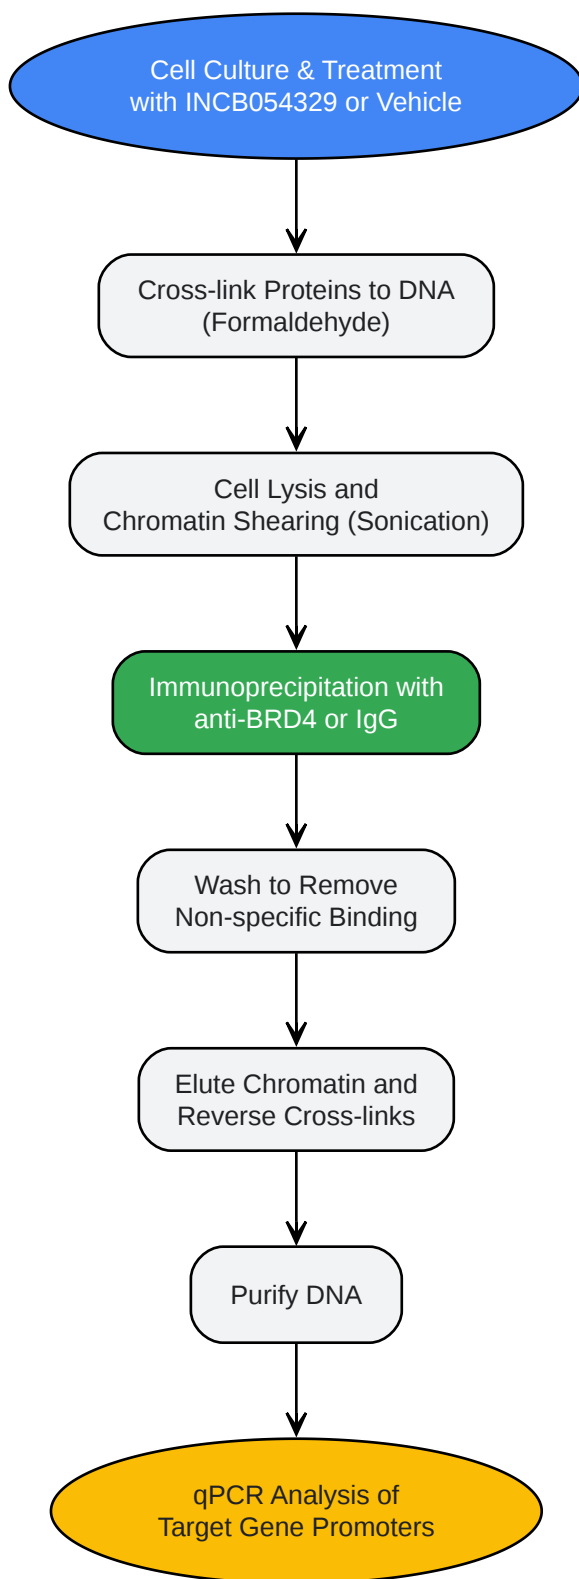 Cell Culture & Treatment
with INCB054329 or Vehicle
Cross-link Proteins to DNA
(Formaldehyde)
Cell Lysis and
Chromatin Shearing (Sonication)
Immunoprecipitation with
anti-BRD4 or IgG
Wash to Remove
Non-specific Binding
Elute Chromatin and
Reverse Cross-links
Purify DNA
qPCR Analysis of
Target Gene Promoters